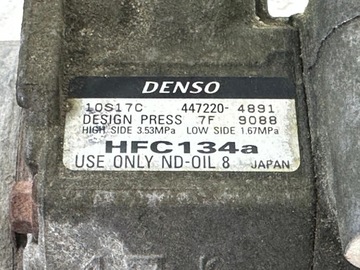 DENSO
10S17C 447220-4891
DESIGN PRESS 7F 9088
HIGH SIDE 3.53MPa LOW SIDE 1.67MPa
HFC134a
USE ONLY ND-OIL 8 JAPAN